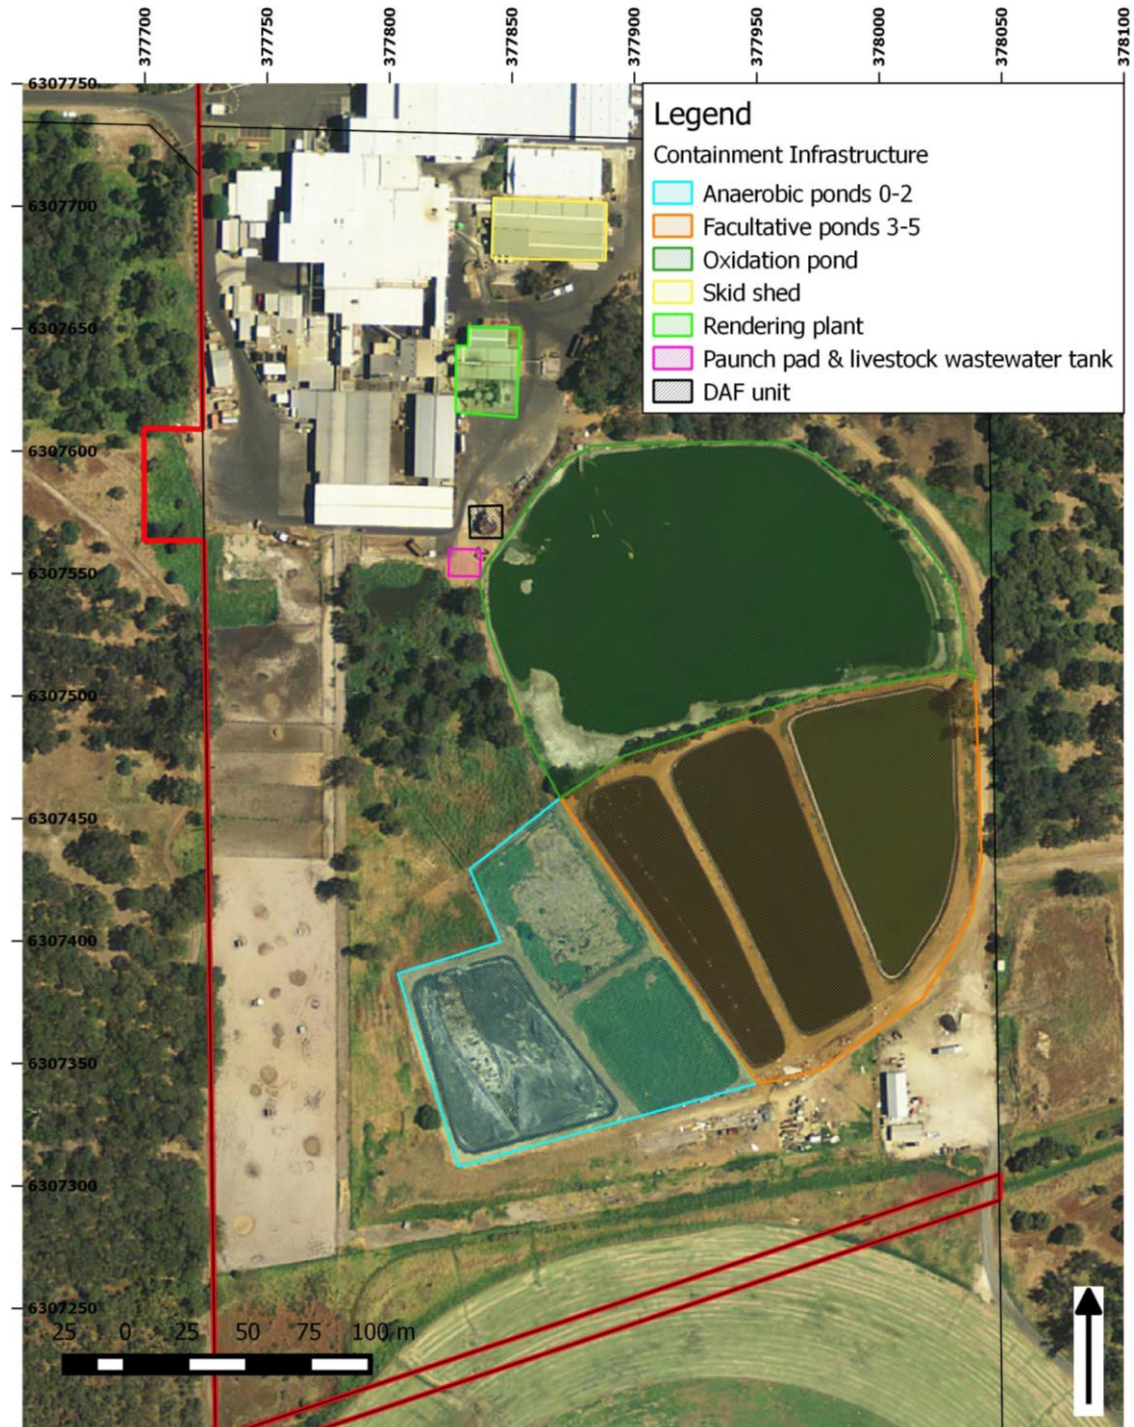 377700
377750
377800
377850
377900
377950
378000
378050
378100
6307750
6307700
6307650
6307600
6307550
6307500
6307450
6307400
6307350
6307300
6307250
Legend
Containment Infrastructure
Anaerobic ponds 0-2
Facultative ponds 3-5
Oxidation pond
Skid shed
Rendering plant
Paunch pad & livestock wastewater tank
DAF unit
25 0 25 50 75 100 m